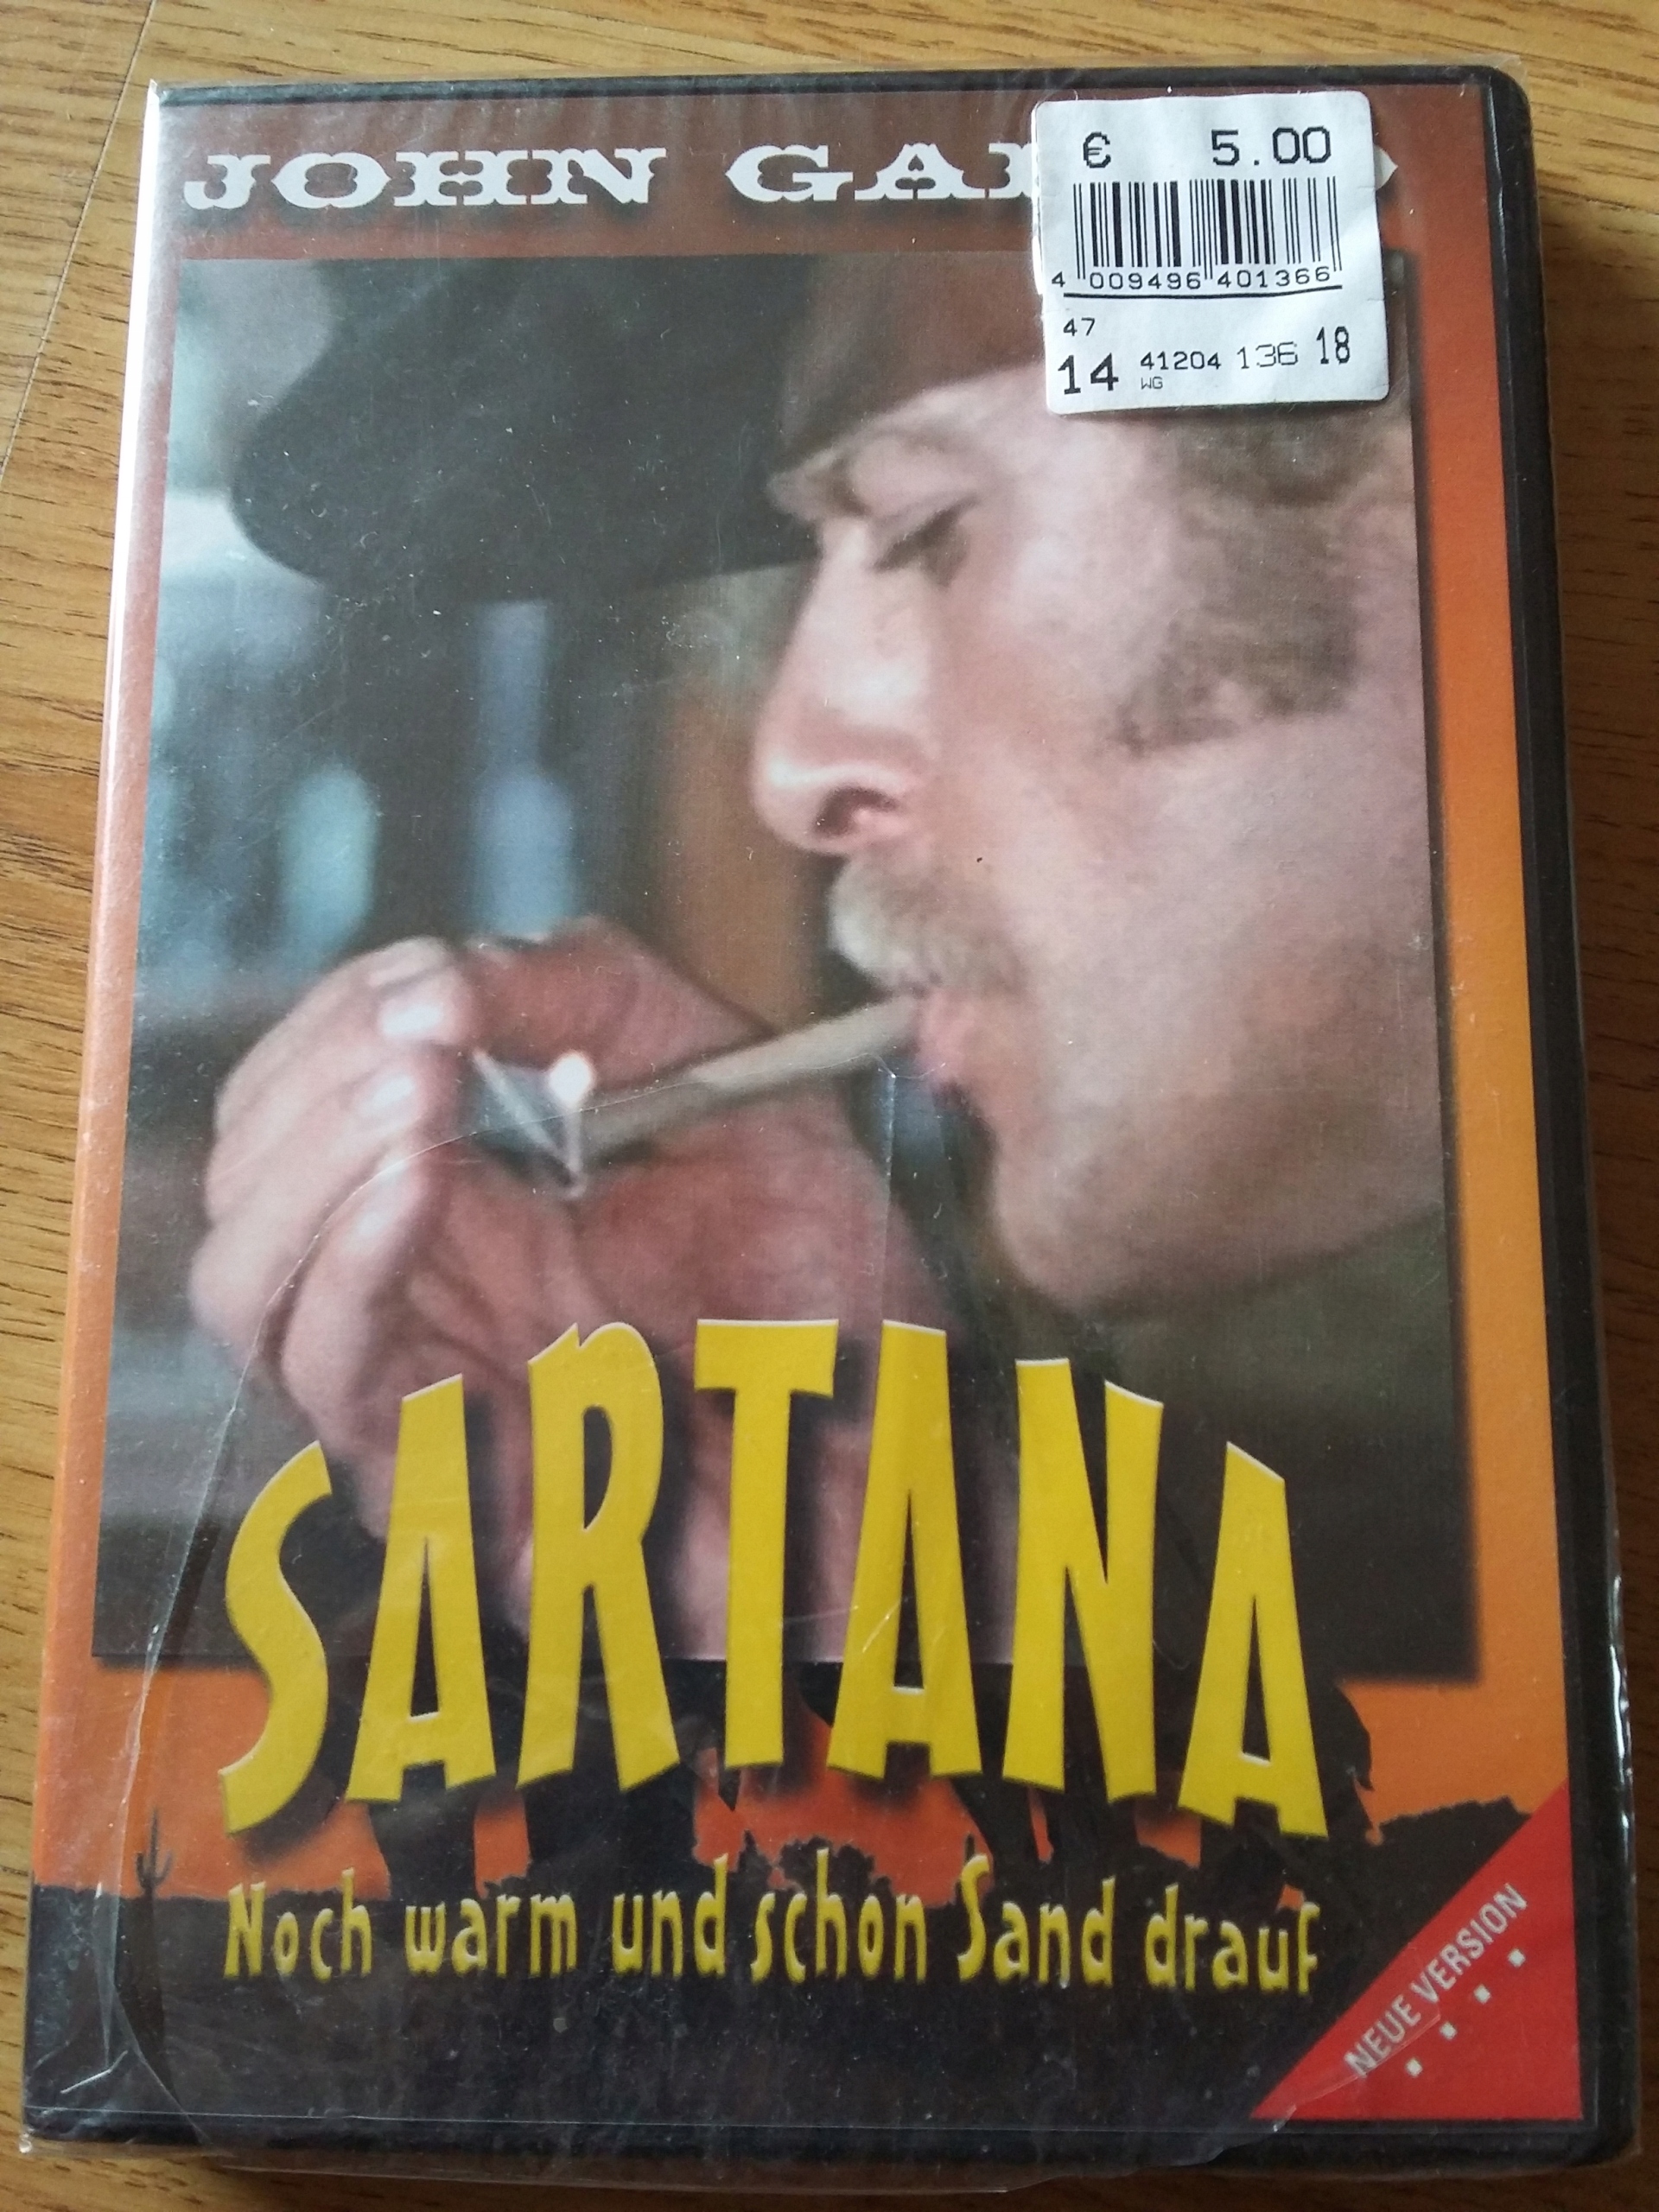 JOHN
€ 5.00
4 009496 401366
47
14 41204 136 18
WG
SARTANA
Noch warm und schon Sand drauf
NEUE VERSION